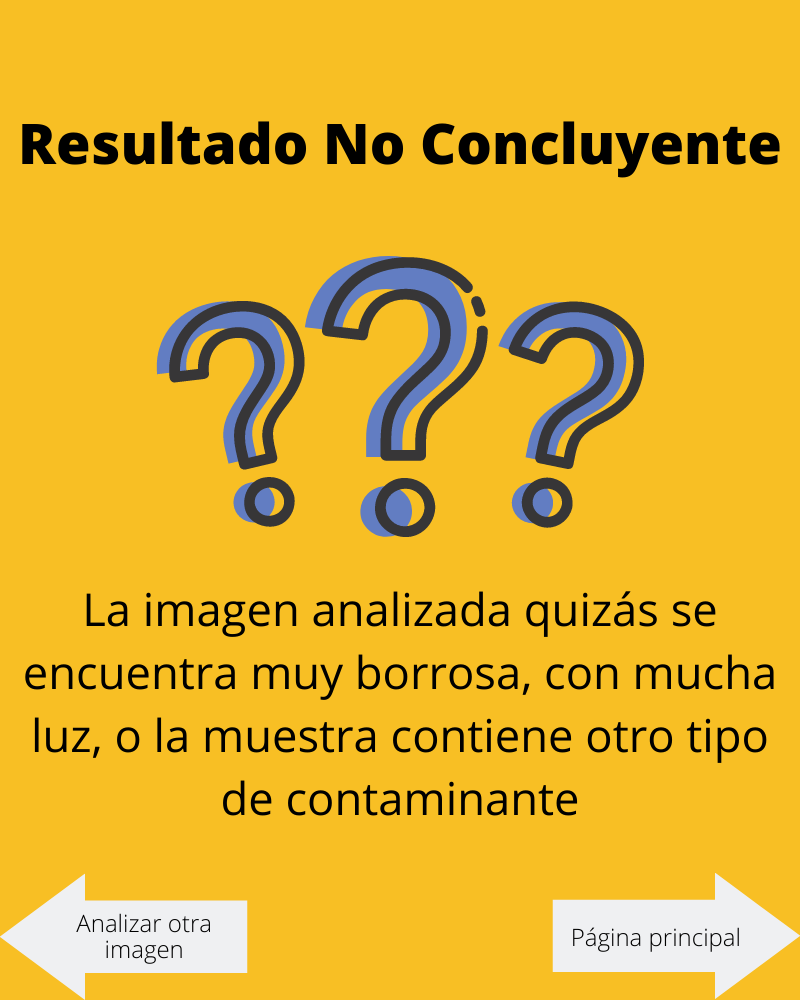 Resultado No Concluyente
La imagen analizada quizás se
encuentra muy borrosa, con mucha
luz, o la muestra contiene otro tipo
de contaminante
Analizar otra
imagen
Página principal